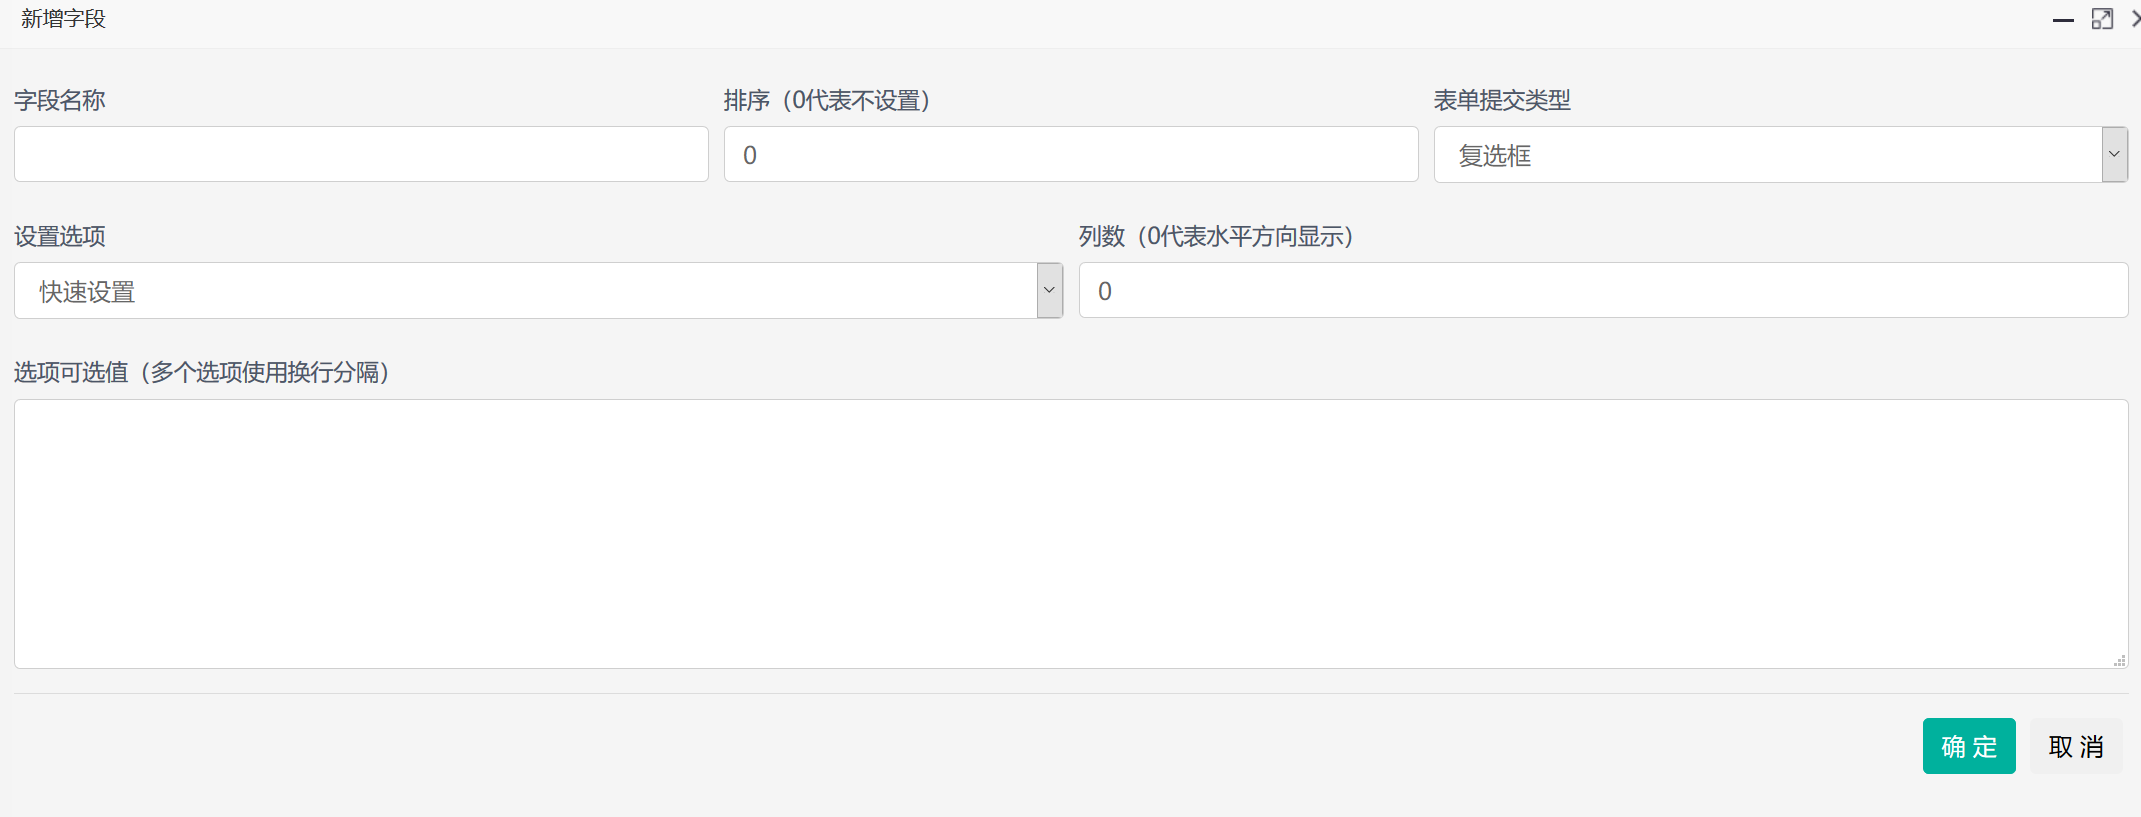 新增字段
字段名称
排序（0代表不设置）
表单提交类型
0
复选框
设置选项
列数（0代表水平方向显示）
快速设置
0
选项可选值（多个选项使用换行分隔）
确 定
取 消